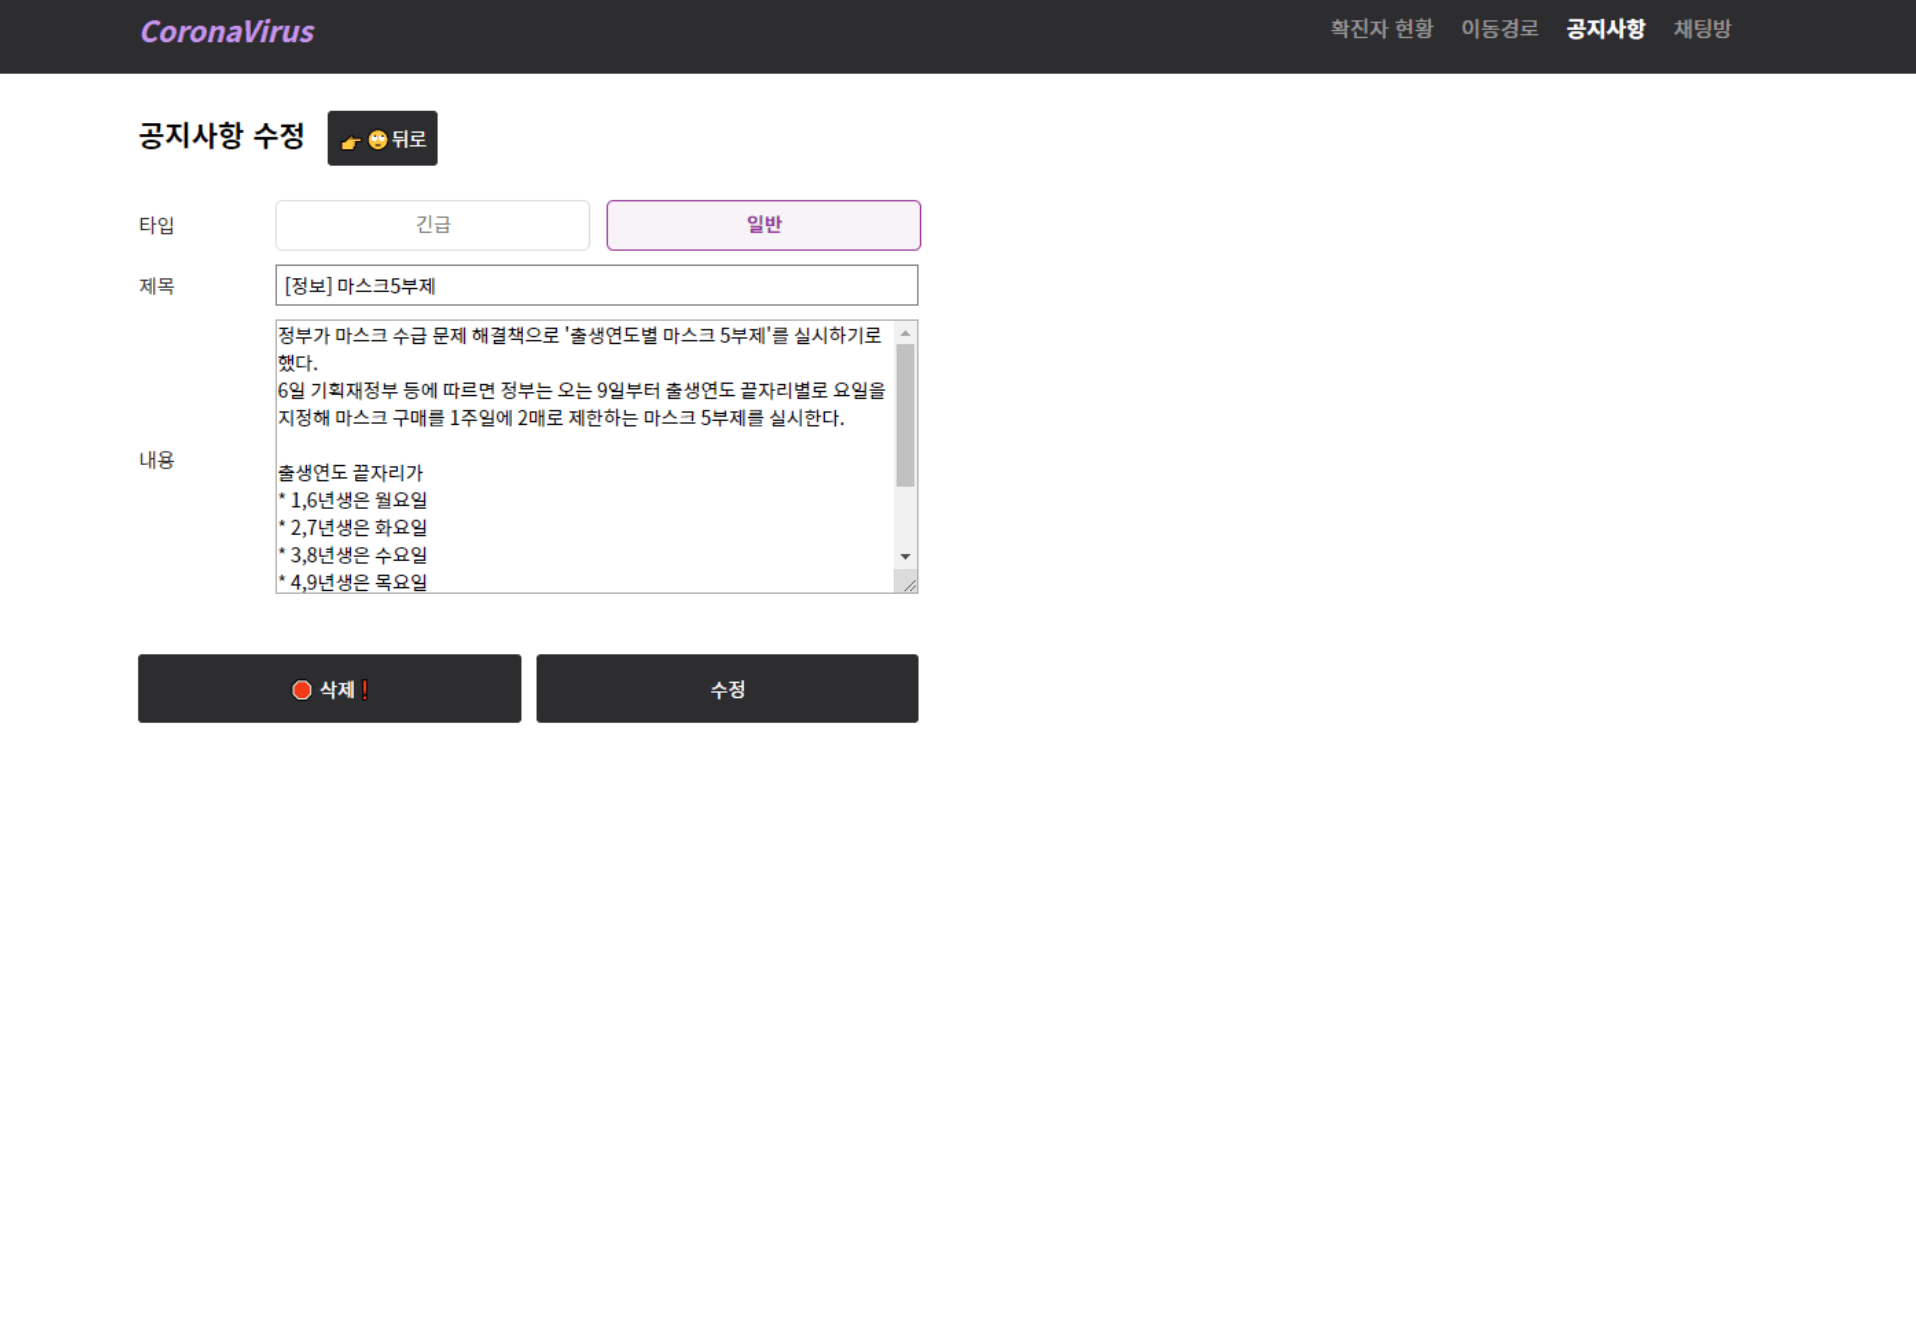 CoronaVirus
확진자 현황 이동경로 공지사항 채팅방
공지사항 수정 👉🙄뒤로
타입 긴급 일반
제목 [정보] 마스크5부제
정부가 마스크 수급 문제 해결책으로 '출생연도별 마스크 5부제'를 실시하기로
했다.
6일 기획재정부 등에 따르면 정부는 오는 9일부터 출생연도 끝자리별로 요일을
지정해 마스크 구매를 1주일에 2매로 제한하는 마스크 5부제를 실시한다.
내용
출생연도 끝자리가
* 1,6년생은 월요일
* 2,7년생은 화요일
* 3,8년생은 수요일
* 4,9년생은 목요일
🛑 삭제❗ 수정